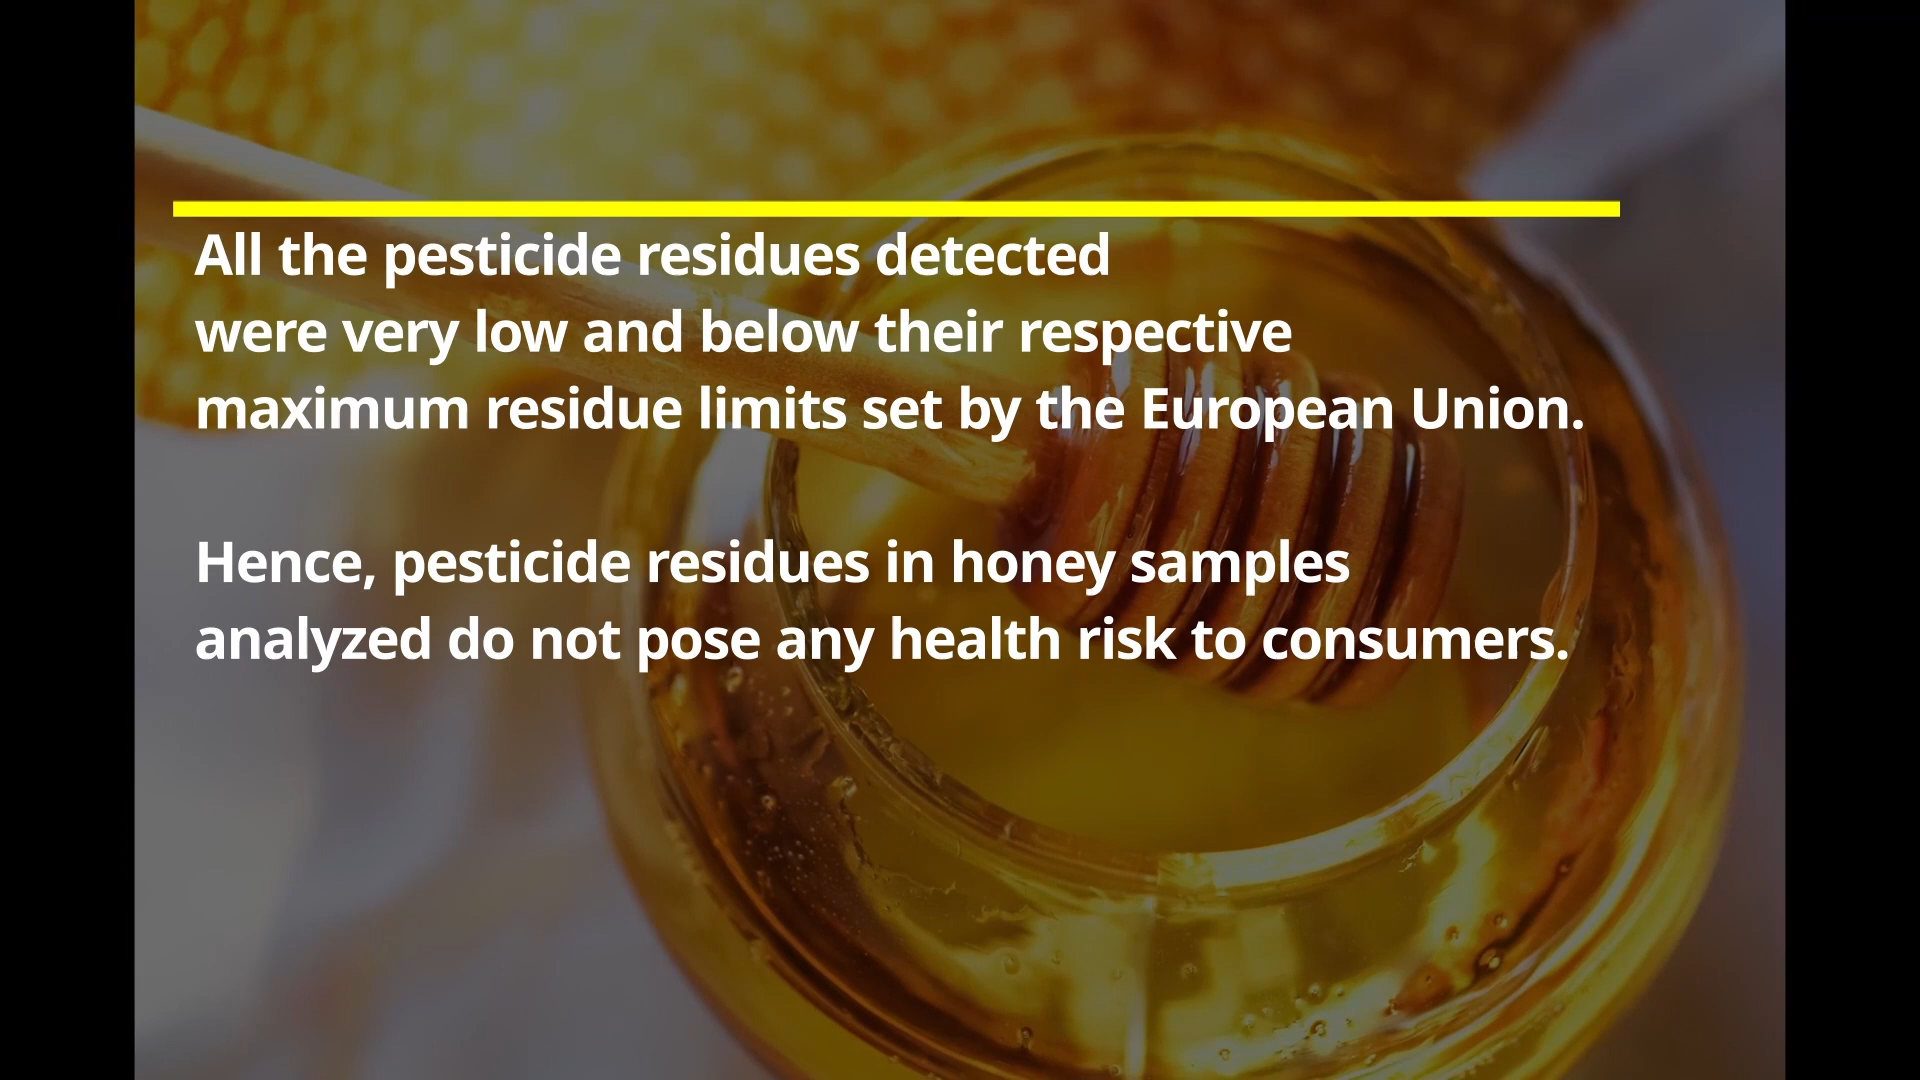 All the pesticide residues detected
were very low and below their respective
maximum residue limits set by the European Union.
Hence, pesticide residues in honey samples
analyzed do not pose any health risk to consumers.